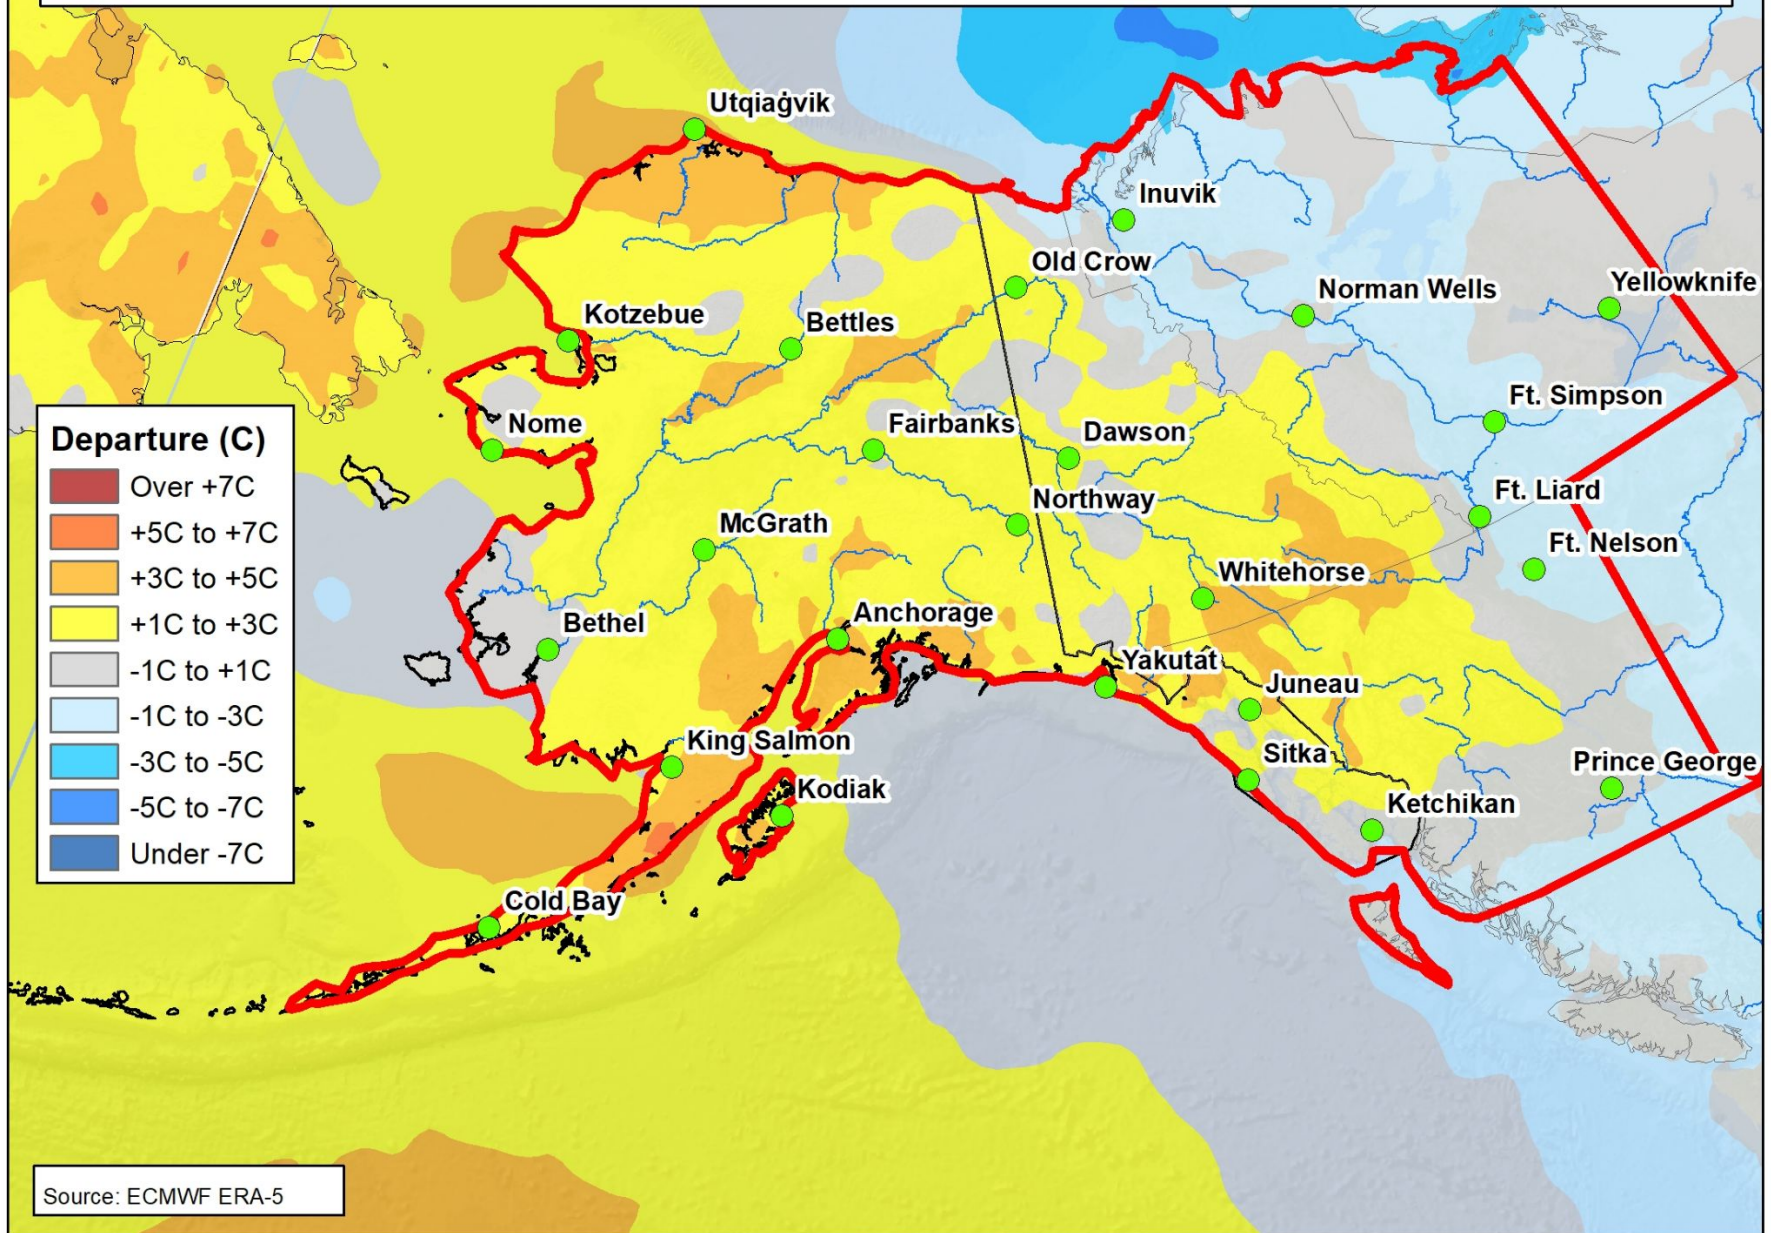 Utqiaġvik
Inuvik
Old Crow
Yellowknife
Norman Wells
Kotzebue
Bettles
Ft. Simpson
Departure (C)
Over +7C
+5C to +7C
+3C to +5C
+1C to +3C
-1C to +1C
-1C to -3C
-3C to -5C
-5C to -7C
Under -7C
Nome
Fairbanks
Dawson
Ft. Liard
Northway
McGrath
Ft. Nelson
Whitehorse
Anchorage
Bethel
Yakutat
Juneau
King Salmon
Sitka
Prince George
Kodiak
Ketchikan
Cold Bay
Source: ECMWF ERA-5